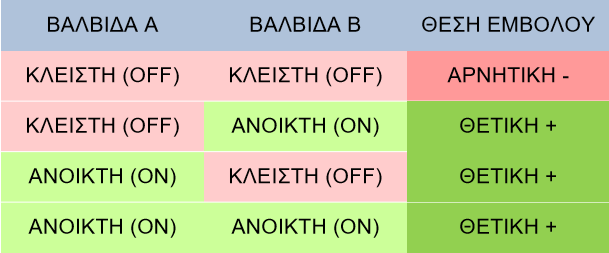 ΒΑΛΒΙΔΑ Α ΒΑΛΒΙΔΑ Β ΘΕΣΗ ΕΜΒΟΛΟΥ
ΚΛΕΙΣΤΗ (OFF) ΚΛΕΙΣΤΗ (OFF) ΑΡΝΗΤΙΚΗ -
ΚΛΕΙΣΤΗ (OFF) ΑΝΟΙΚΤΗ (ON) ΘΕΤΙΚΗ +
ΑΝΟΙΚΤΗ (ON) ΚΛΕΙΣΤΗ (OFF) ΘΕΤΙΚΗ +
ΑΝΟΙΚΤΗ (ON) ΑΝΟΙΚΤΗ (ON) ΘΕΤΙΚΗ +